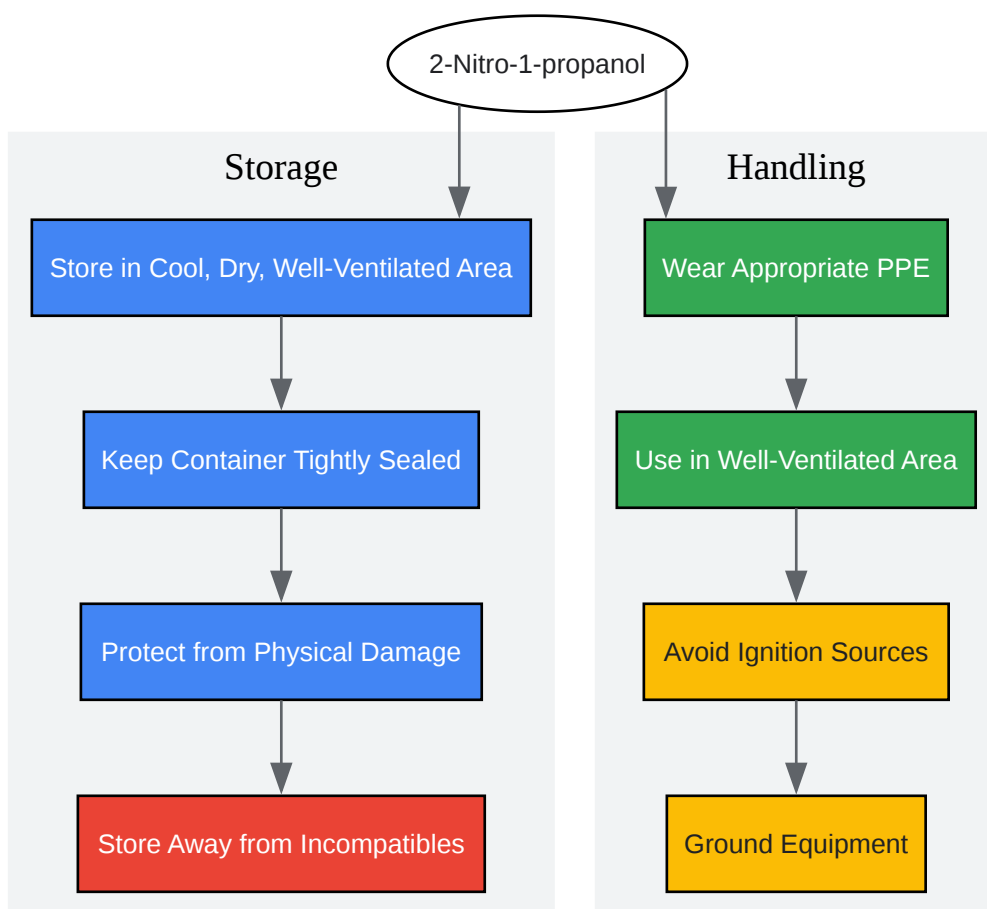 2-Nitro-1-propanol
Storage
Store in Cool, Dry, Well-Ventilated Area
Keep Container Tightly Sealed
Protect from Physical Damage
Store Away from Incompatibles
Handling
Wear Appropriate PPE
Use in Well-Ventilated Area
Avoid Ignition Sources
Ground Equipment